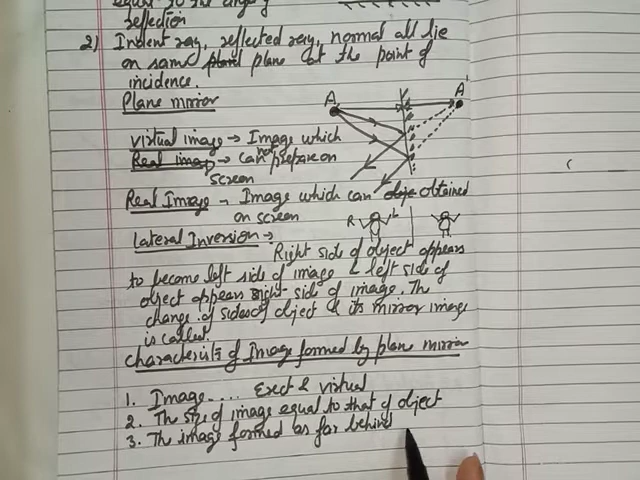 equal to the angle of
reflection
2) Indent ray, reflected ray, normal all lie
on same plane at the point of
incidence.
Plane mirror
A A'
virtual image → Image which
Real image → can not prepare on
screen
Real Image - Image which can obtained
on screen
R L
Lateral Inversion →
Right side of object appears
to become left side of image & left side of
object appears right side of image. The
change of sides of object & its mirror image
is called.
characterists of Image formed by plane mirror
1. Image.... Erect & virtual
2. The size of image equal to that of object
3. The image formed as far behind